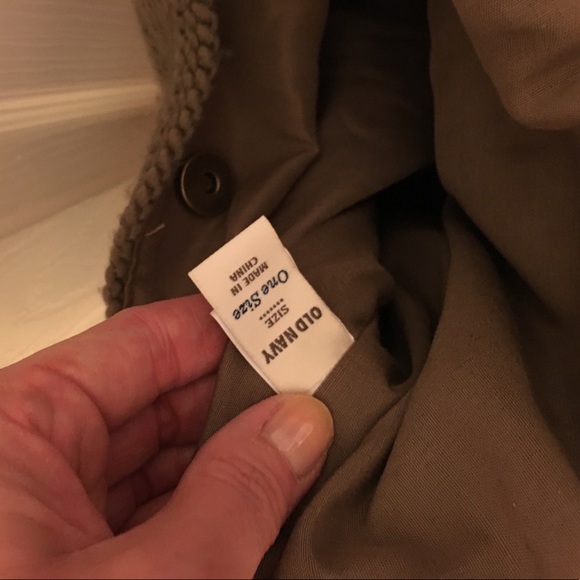 OLD NAVY
SIZE
••••••••
One Size
MADE IN
CHINA